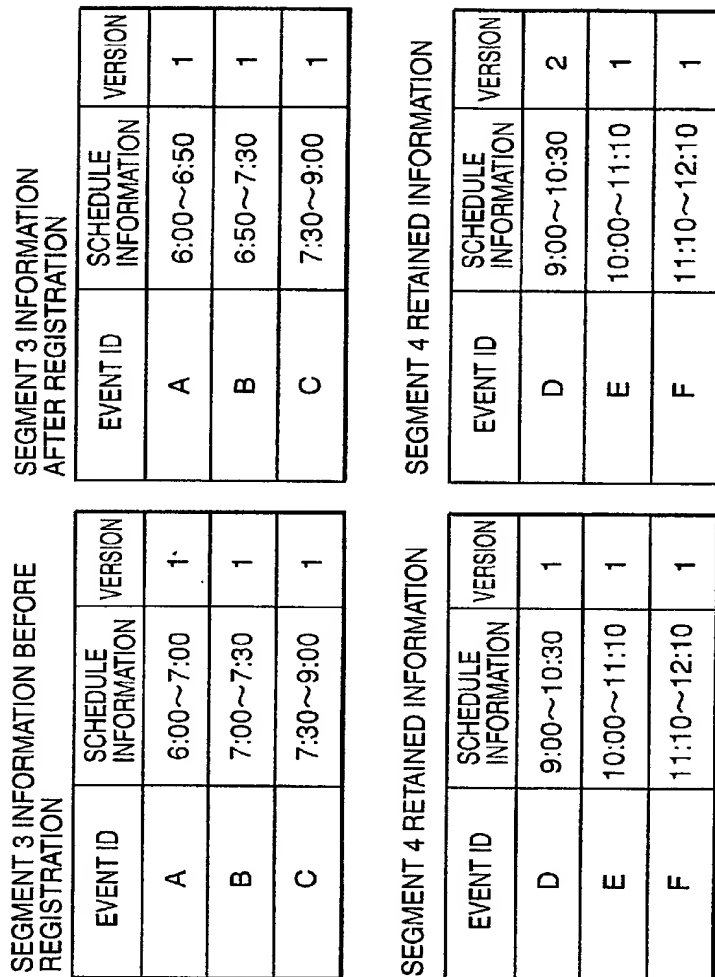 SEGMENT 3 INFORMATION BEFORE
REGISTRATION
EVENT ID SCHEDULE INFORMATION VERSION
A 6:00~7:00 1
B 7:00~7:30 1
C 7:30~9:00 1
SEGMENT 3 INFORMATION
AFTER REGISTRATION
EVENT ID SCHEDULE INFORMATION VERSION
A 6:00~6:50 1
B 6:50~7:30 1
C 7:30~9:00 1
SEGMENT 4 RETAINED INFORMATION
EVENT ID SCHEDULE INFORMATION VERSION
D 9:00~10:30 1
E 10:00~11:10 1
F 11:10~12:10 1
SEGMENT 4 RETAINED INFORMATION
EVENT ID SCHEDULE INFORMATION VERSION
D 9:00~10:30 2
E 10:00~11:10 1
F 11:10~12:10 1